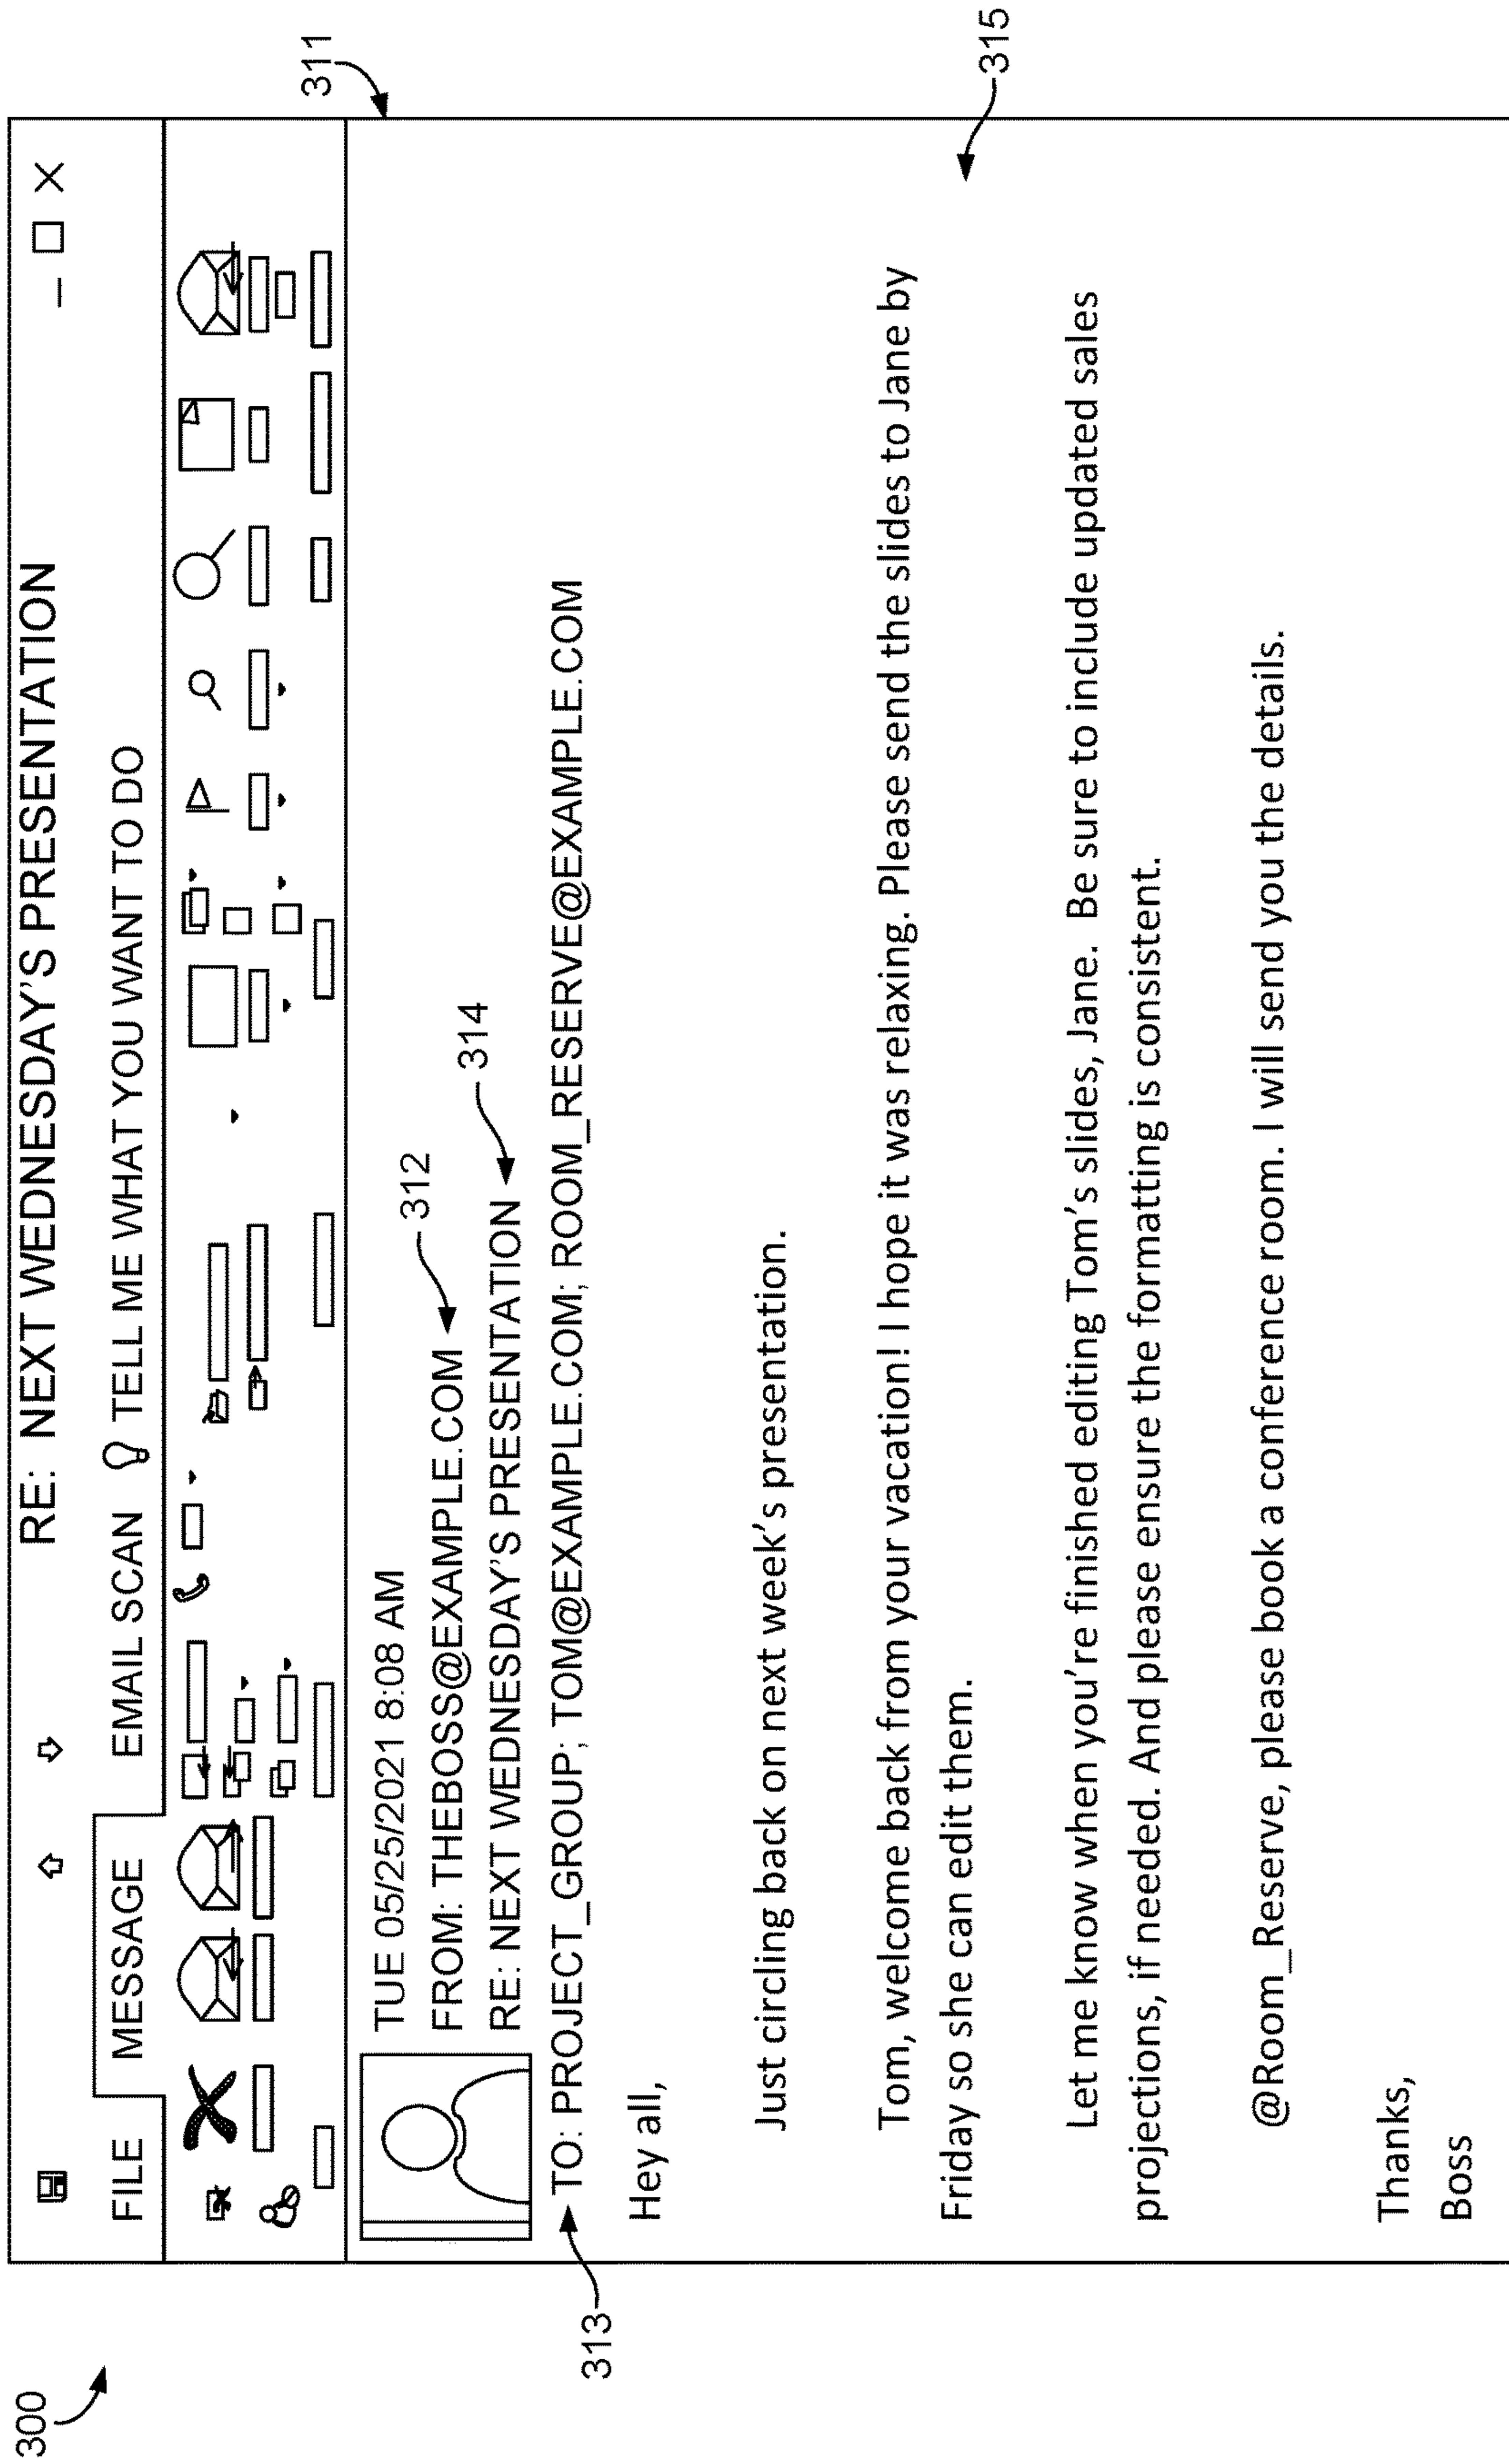 300
311
RE: NEXT WEDNESDAY'S PRESENTATION
FILE MESSAGE EMAIL SCAN TELL ME WHAT YOU WANT TO DO
TUE 05/25/2021 8:08 AM
FROM: THEBOSS@EXAMPLE.COM 312
RE: NEXT WEDNESDAY'S PRESENTATION 314
313 TO: PROJECT_GROUP; TOM@EXAMPLE.COM; ROOM_RESERVE@EXAMPLE.COM
Hey all,
Just circling back on next week's presentation.
Tom, welcome back from your vacation! I hope it was relaxing. Please send the slides to Jane by
Friday so she can edit them.
315
Let me know when you're finished editing Tom's slides, Jane. Be sure to include updated sales
projections, if needed. And please ensure the formatting is consistent.
@Room_Reserve, please book a conference room. I will send you the details.
Thanks,
Boss